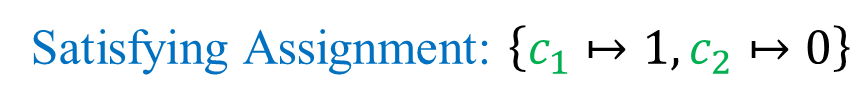 Satisfying Assignment: {c₁ ↦ 1, c₂ ↦ 0}